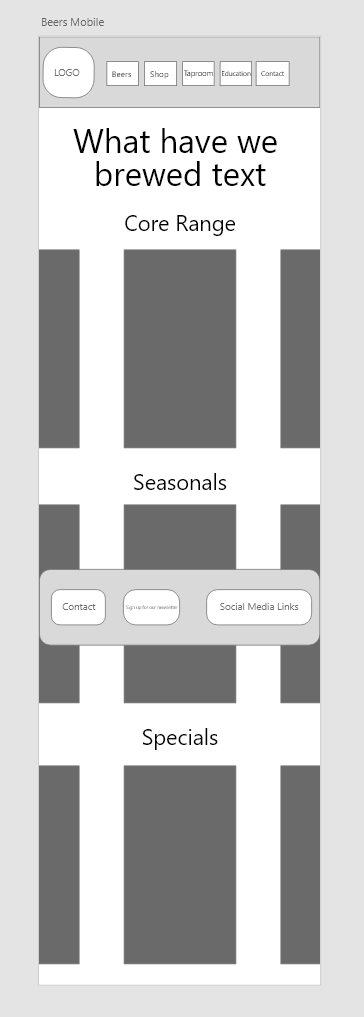 Beers Mobile
LOGO
Beers
Shop
Taproom
Education
Contact
What have we
brewed text
Core Range
Seasonals
Contact
Sign up for our newsletter
Social Media Links
Specials